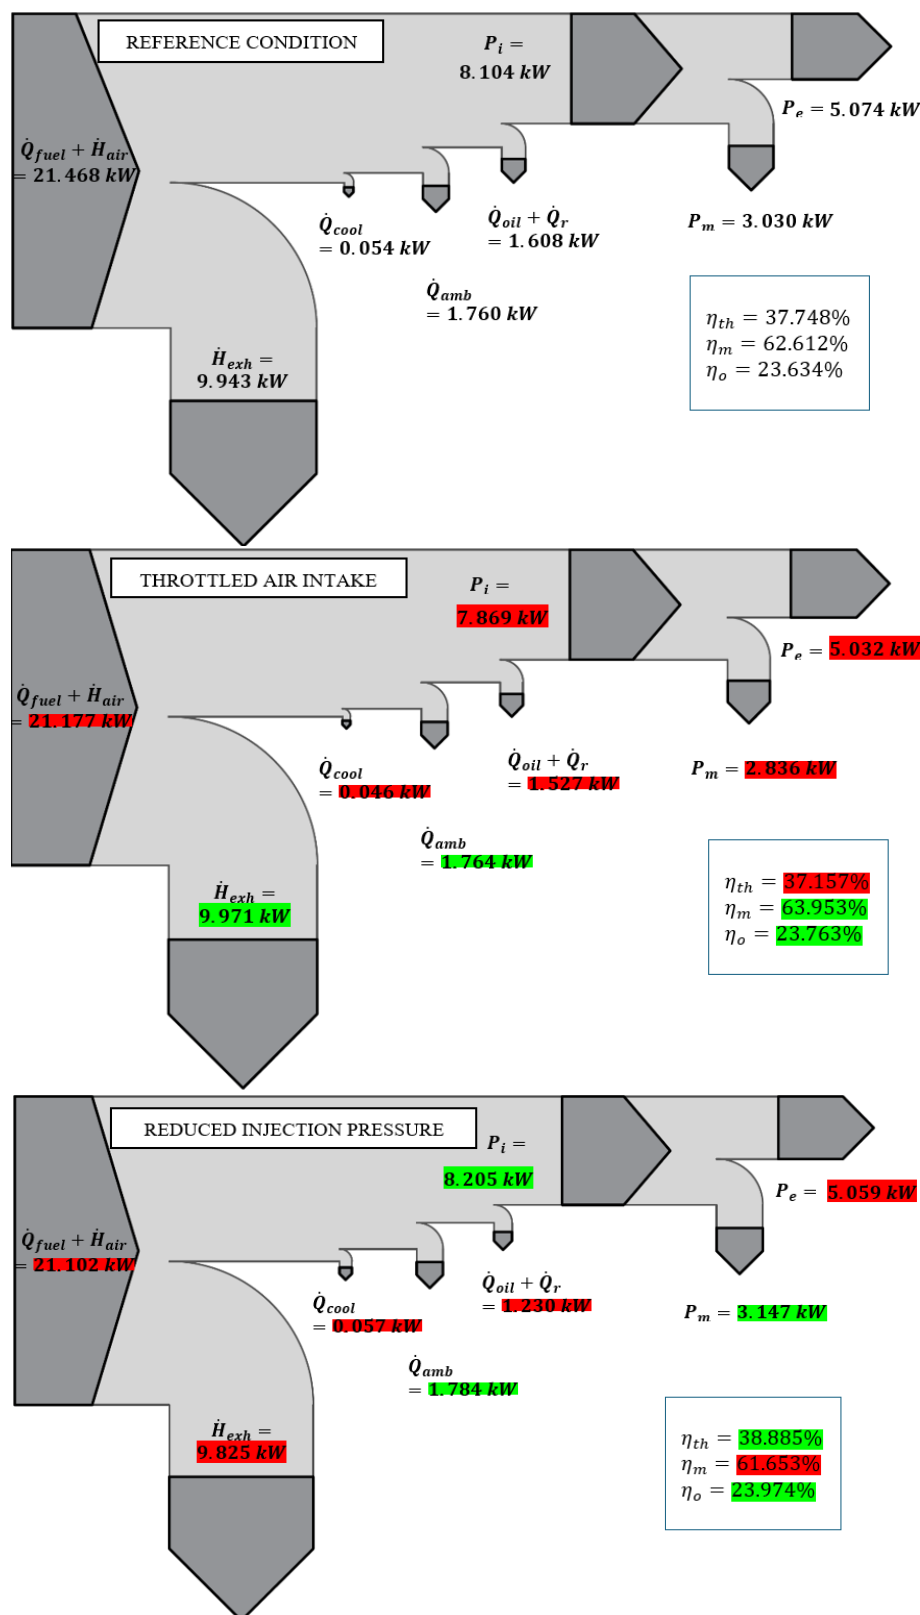 REFERENCE CONDITION
P_i =
8.104 kW
Q̇_fuel + Ḣ_air
= 21.468 kW
P_e = 5.074 kW
Q̇_cool
= 0.054 kW
Q̇_oil + Q̇_r
= 1.608 kW
P_m = 3.030 kW
Q̇_amb
= 1.760 kW
Ḣ_exh =
9.943 kW
η_th = 37.748%
η_m = 62.612%
η_o = 23.634%
THROTTLED AIR INTAKE
P_i =
7.869 kW
P_e = 5.032 kW
Q̇_fuel + Ḣ_air
= 21.177 kW
Q̇_cool
= 0.046 kW
Q̇_oil + Q̇_r
= 1.527 kW
P_m = 2.836 kW
Q̇_amb
= 1.764 kW
Ḣ_exh =
9.971 kW
η_th = 37.157%
η_m = 63.953%
η_o = 23.763%
REDUCED INJECTION PRESSURE
P_i =
8.205 kW
P_e = 5.059 kW
Q̇_fuel + Ḣ_air
= 21.102 kW
Q̇_cool
= 0.057 kW
Q̇_oil + Q̇_r
= 1.230 kW
P_m = 3.147 kW
Q̇_amb
= 1.784 kW
Ḣ_exh =
9.825 kW
η_th = 38.885%
η_m = 61.653%
η_o = 23.974%